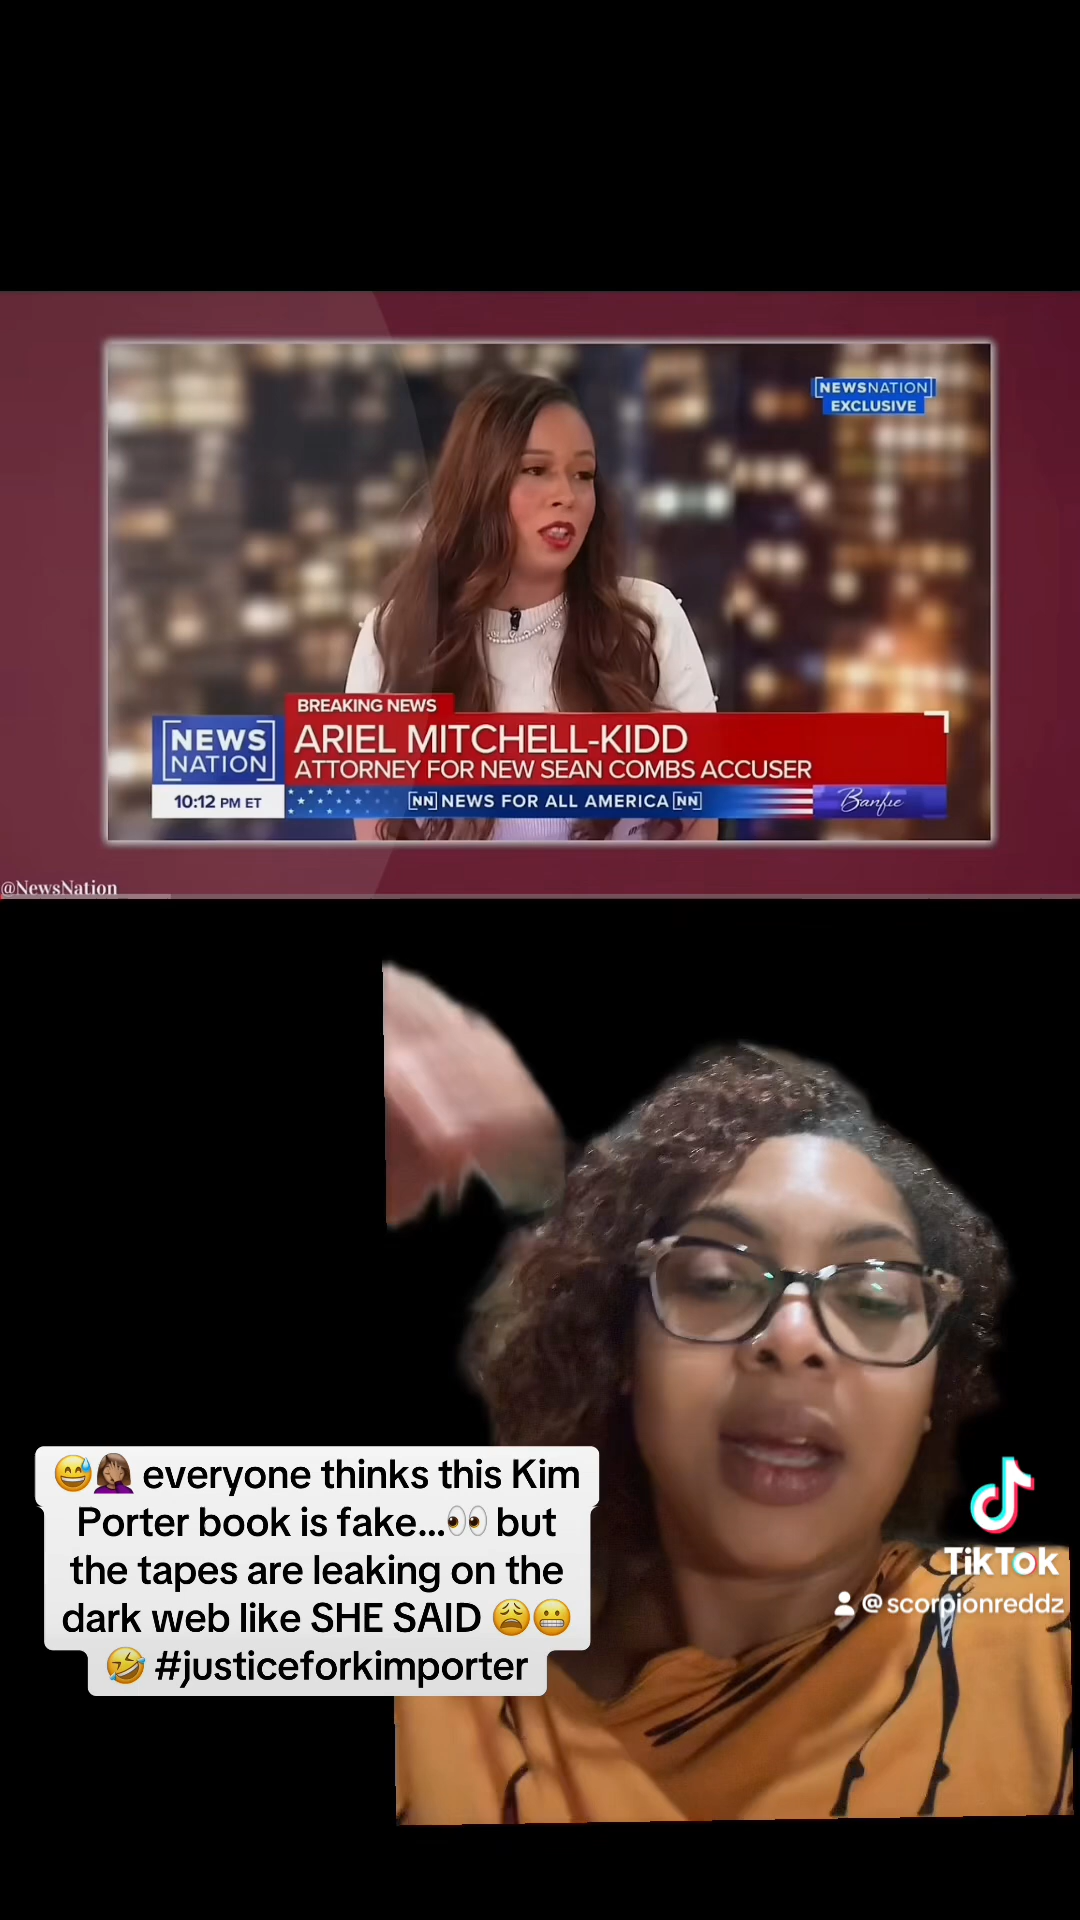 [NEWSNATION]
EXCLUSIVE
BREAKING NEWS
NEWS
NATION
ARIEL MITCHELL-KIDD
ATTORNEY FOR NEW SEAN COMBS ACCUSER
10:12 PM ET
[NN] NEWS FOR ALL AMERICA [NN]
Banfie
@NewsNation
😅🤦🏽‍♀️ everyone thinks this Kim
Porter book is fake...👀 but
the tapes are leaking on the
dark web like SHE SAID 😩😬
🤣 #justiceforkimporter
TikTok
@scorpionreddz